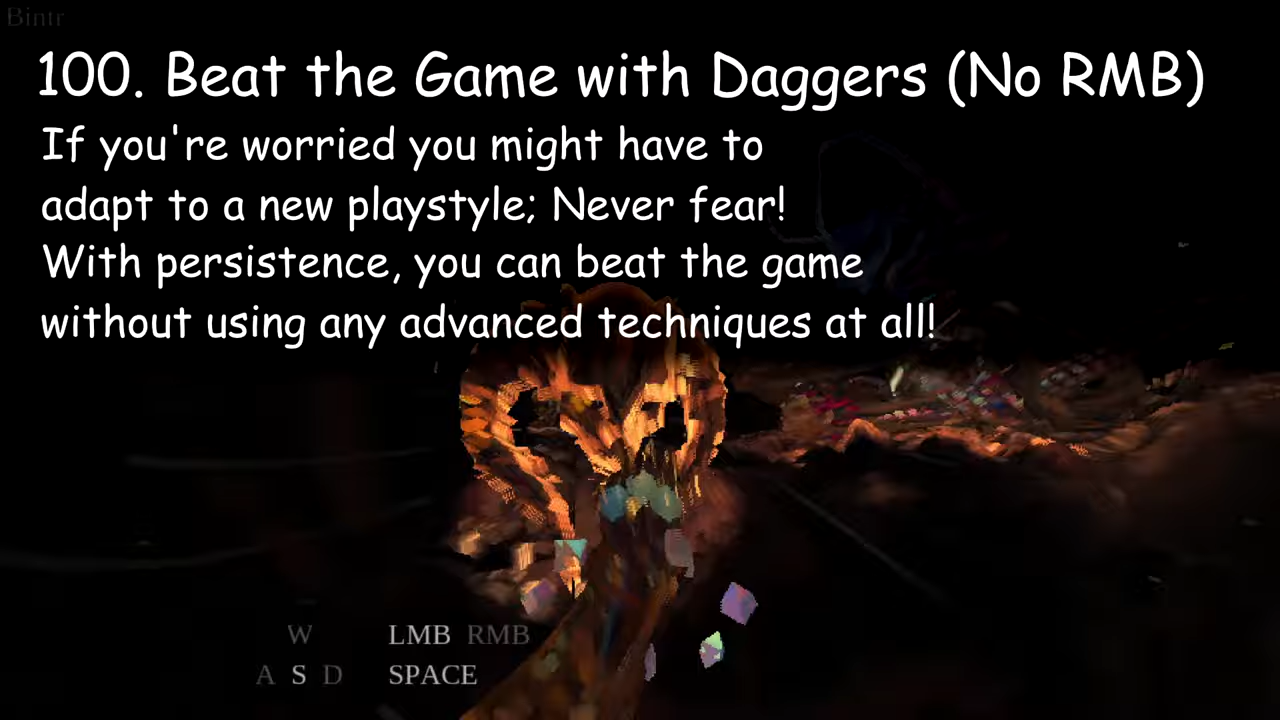 Bintr
100. Beat the Game with Daggers (No RMB)
If you're worried you might have to
adapt to a new playstyle; Never fear!
With persistence, you can beat the game
without using any advanced techniques at all!
W LMB RMB
A S D SPACE